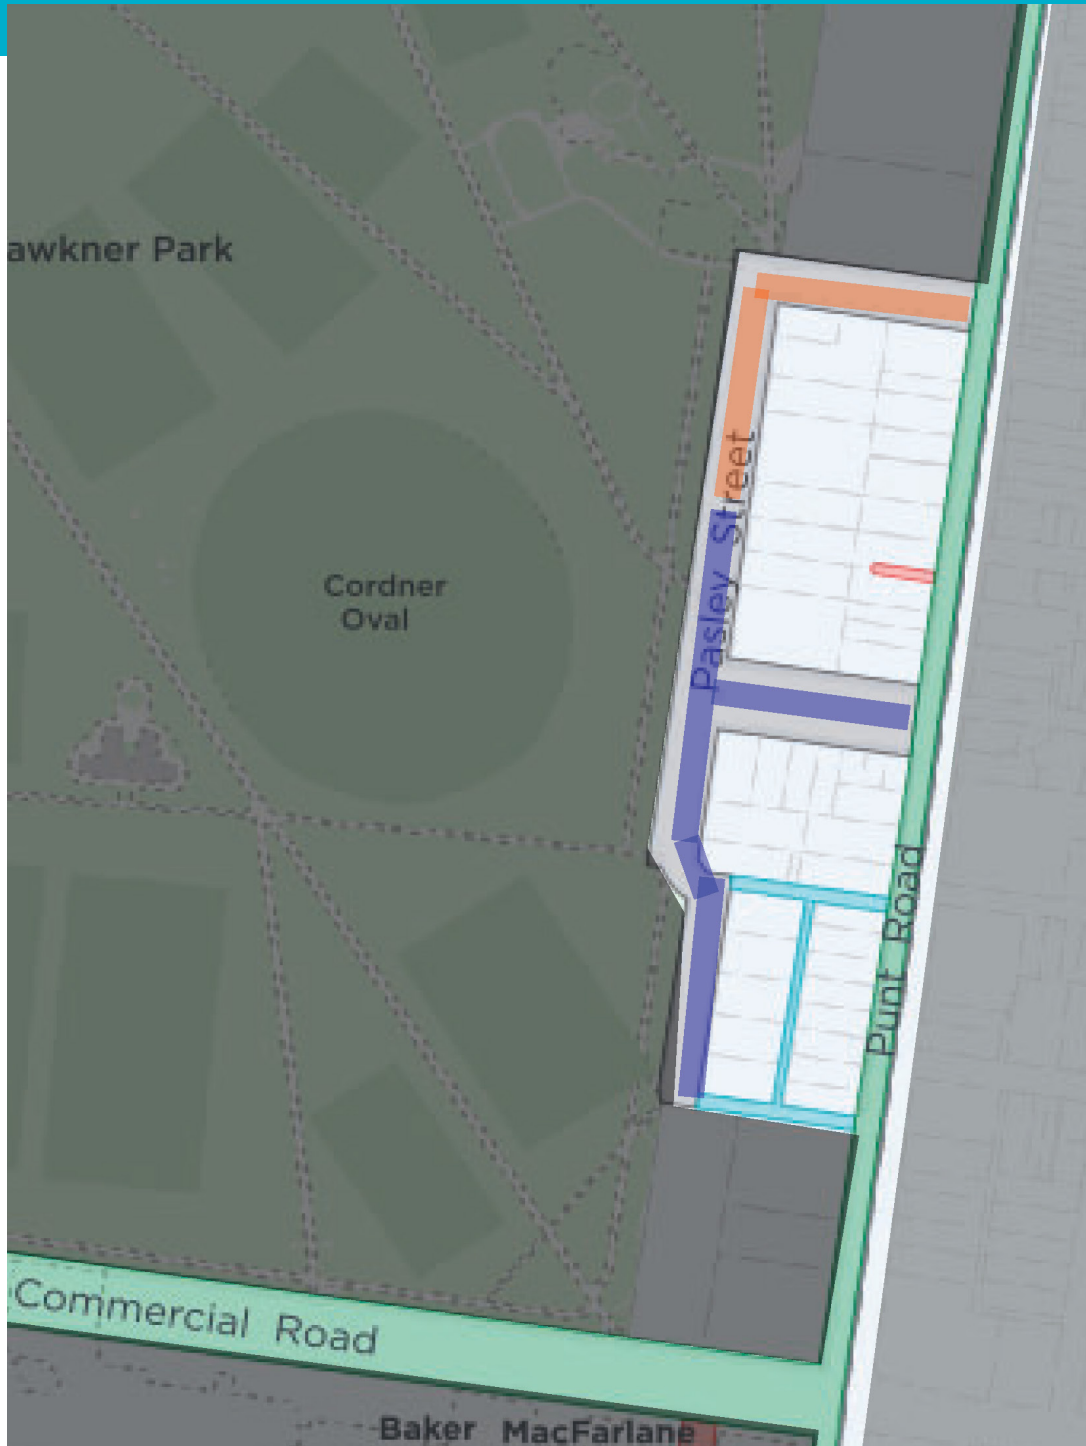 awkner Park
Pasley Street
Cordner
Oval
Punt Road
Commercial Road
Baker MacFarlane